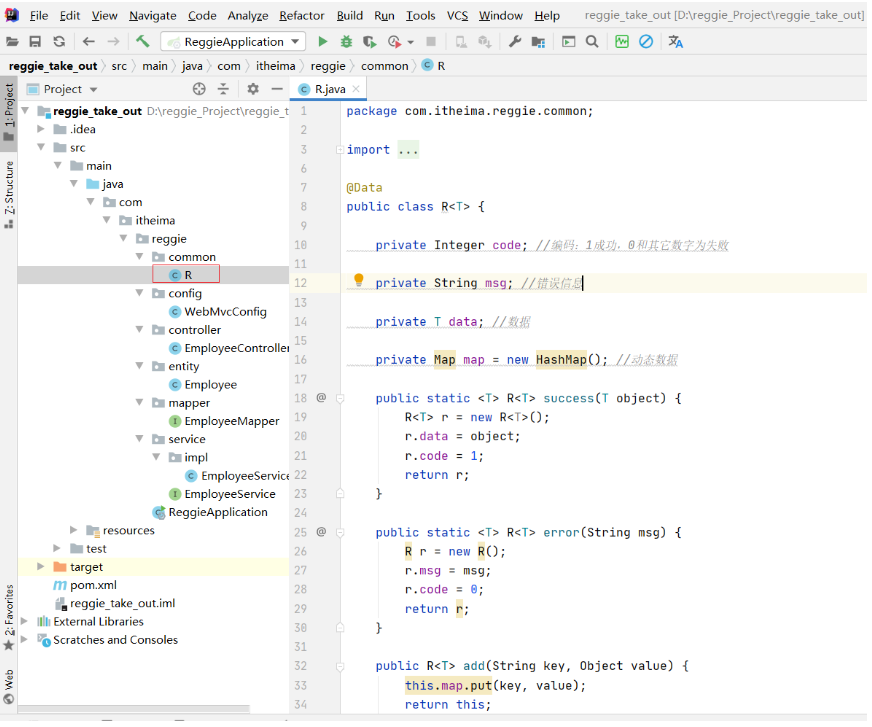 File Edit View Navigate Code Analyze Refactor Build Run Tools VCS Window Help reggie_take_out [D:\reggie_Project\reggie_take_out]
ReggieApplication
reggie_take_out src main java com itheima reggie common R
1: Project
Z: Structure
2: Favorites
Web
Project
reggie_take_out D:\reggie_Project\reggie_t
.idea
src
main
java
com
itheima
reggie
common
R
config
WebMvcConfig
controller
EmployeeController
entity
Employee
mapper
EmployeeMapper
service
impl
EmployeeService
EmployeeService
ReggieApplication
resources
test
target
pom.xml
reggie_take_out.iml
External Libraries
Scratches and Consoles
R.java
1 package com.itheima.reggie.common;
2
3 import ...
6
7 @Data
8 public class R<T> {
9
10 private Integer code; //编码：1成功，0和其它数字为失败
11
12 private String msg; //错误信息
13
14 private T data; //数据
15
16 private Map map = new HashMap(); //动态数据
17
18 @ public static <T> R<T> success(T object) {
19 R<T> r = new R<T>();
20 r.data = object;
21 r.code = 1;
22 return r;
23 }
24
25 @ public static <T> R<T> error(String msg) {
26 R r = new R();
27 r.msg = msg;
28 r.code = 0;
29 return r;
30 }
31
32 public R<T> add(String key, Object value) {
33 this.map.put(key, value);
34 return this;